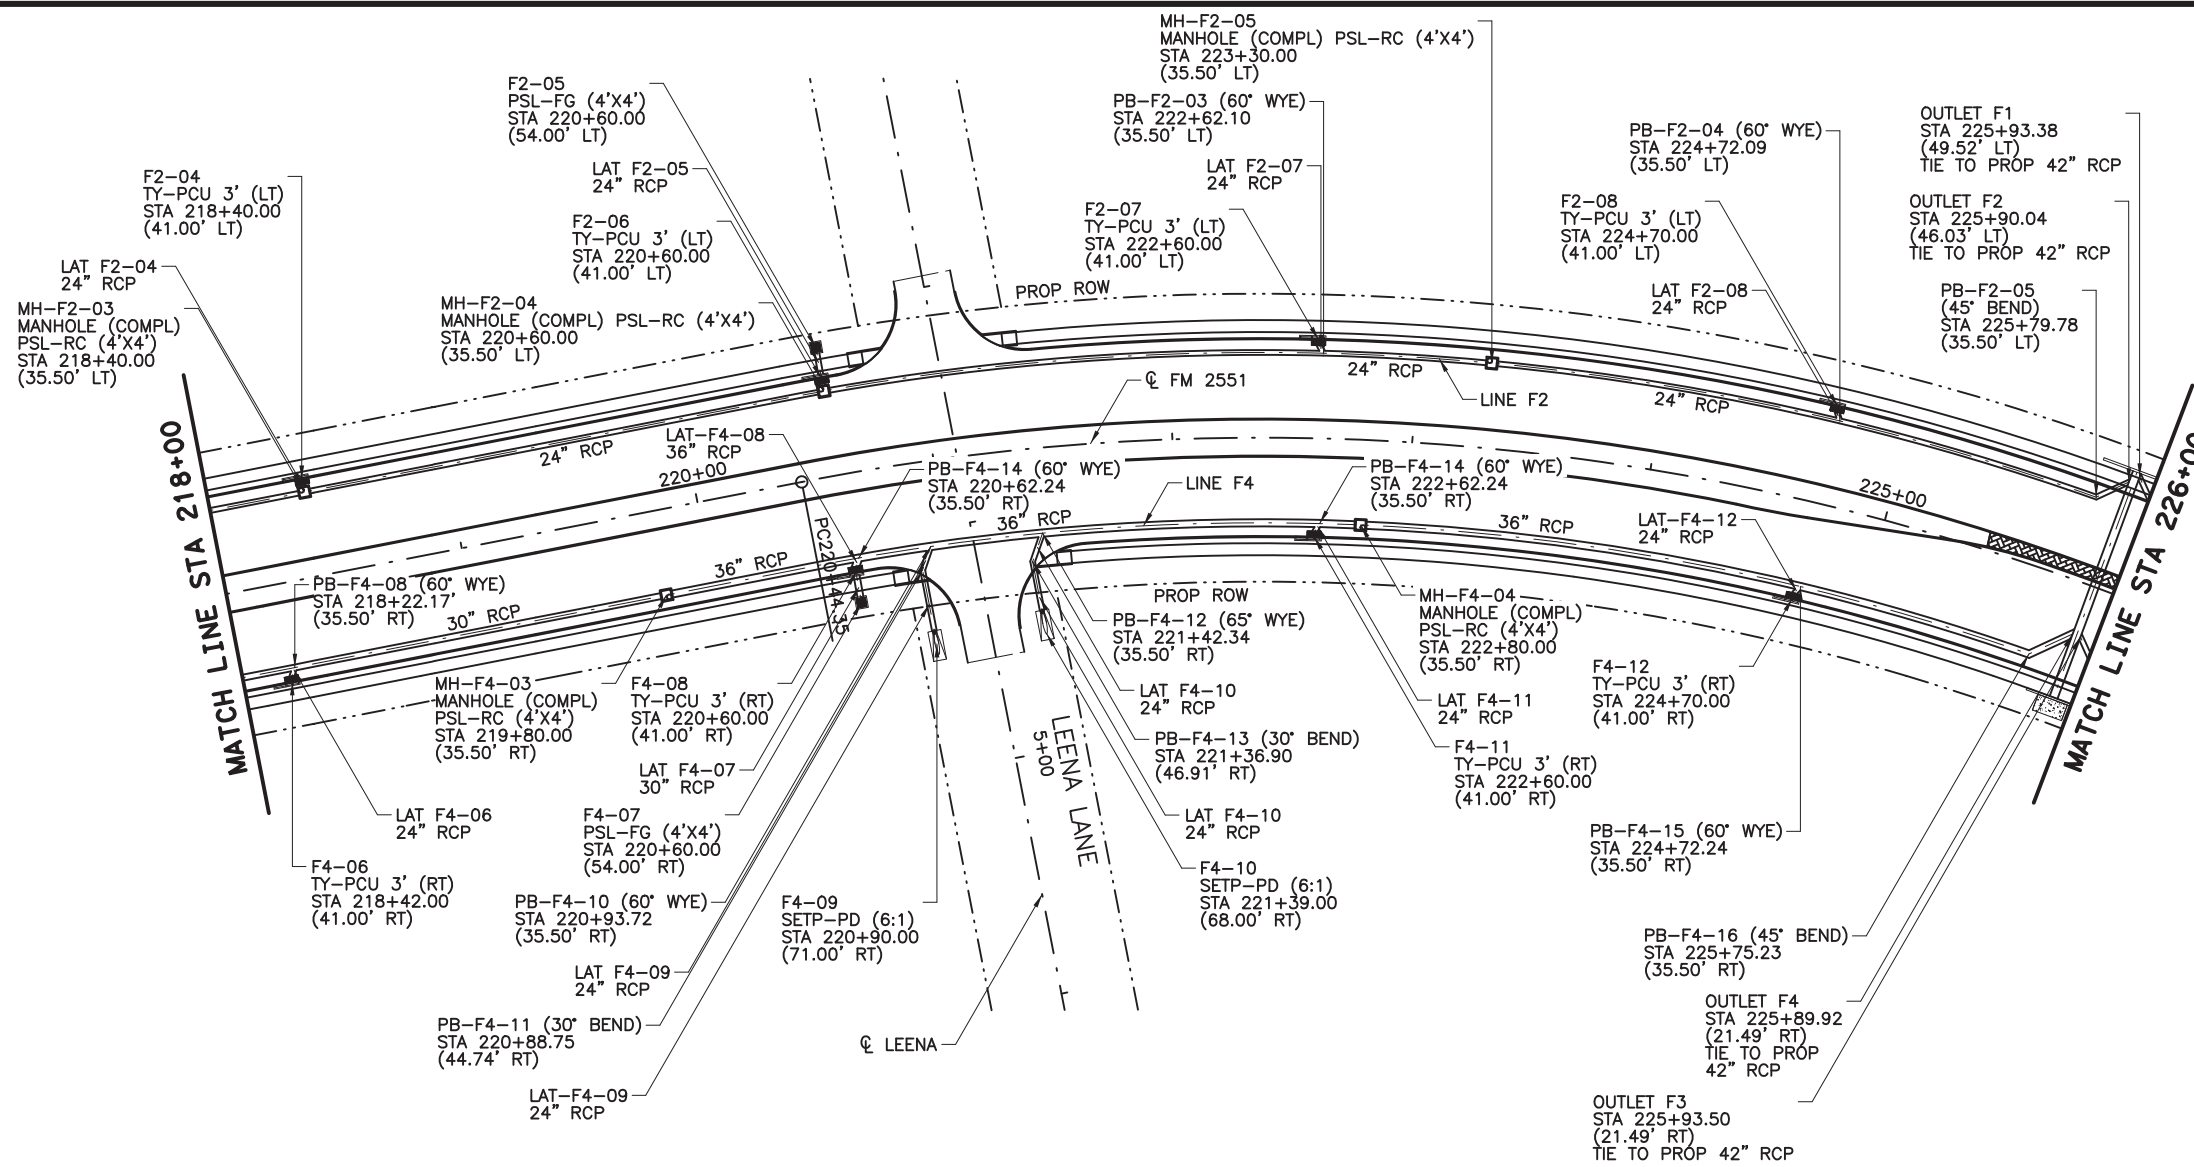 MH-F2-05
MANHOLE (COMPL) PSL-RC (4'X4')
STA 223+30.00
(35.50' LT)
F2-05
PSL-FG (4'X4')
STA 220+60.00
(54.00' LT)
PB-F2-03 (60° WYE)
STA 222+62.10
(35.50' LT)
OUTLET F1
STA 225+93.38
(49.52' LT)
TIE TO PROP 42" RCP
PB-F2-04 (60° WYE)
STA 224+72.09
(35.50' LT)
LAT F2-05
24" RCP
LAT F2-07
24" RCP
F2-04
TY-PCU 3' (LT)
STA 218+40.00
(41.00' LT)
F2-06
TY-PCU 3' (LT)
STA 220+60.00
(41.00' LT)
F2-07
TY-PCU 3' (LT)
STA 222+60.00
(41.00' LT)
F2-08
TY-PCU 3' (LT)
STA 224+70.00
(41.00' LT)
OUTLET F2
STA 225+90.04
(46.03' LT)
TIE TO PROP 42" RCP
LAT F2-04
24" RCP
MH-F2-03
MANHOLE (COMPL)
PSL-RC (4'X4')
STA 218+40.00
(35.50' LT)
MH-F2-04
MANHOLE (COMPL) PSL-RC (4'X4')
STA 220+60.00
(35.50' LT)
PROP ROW
LAT F2-08
24" RCP
PB-F2-05
(45° BEND)
STA 225+79.78
(35.50' LT)
24" RCP
℄ FM 2551
LINE F2
24" RCP
MATCH LINE STA 218+00
24" RCP
LAT-F4-08
36" RCP
220+00
PB-F4-14 (60° WYE)
STA 220+62.24
(35.50' RT)
LINE F4
PB-F4-14 (60° WYE)
STA 222+62.24
(35.50' RT)
225+00
MATCH LINE STA 226+00
36" RCP
36" RCP
LAT-F4-12
24" RCP
PC220+44.35
36" RCP
PB-F4-08 (60° WYE)
STA 218+22.17'
(35.50' RT)
30" RCP
PROP ROW
PB-F4-12 (65° WYE)
STA 221+42.34
(35.50' RT)
MH-F4-04
MANHOLE (COMPL)
PSL-RC (4'X4')
STA 222+80.00
(35.50' RT)
MH-F4-03
MANHOLE (COMPL)
PSL-RC (4'X4')
STA 219+80.00
(35.50' RT)
F4-08
TY-PCU 3' (RT)
STA 220+60.00
(41.00' RT)
LAT F4-10
24" RCP
LAT F4-11
24" RCP
F4-12
TY-PCU 3' (RT)
STA 224+70.00
(41.00' RT)
LEENA LANE
5+00
PB-F4-13 (30° BEND)
STA 221+36.90
(46.91' RT)
F4-11
TY-PCU 3' (RT)
STA 222+60.00
(41.00' RT)
LAT F4-07
30" RCP
LAT F4-06
24" RCP
F4-07
PSL-FG (4'X4')
STA 220+60.00
(54.00' RT)
LAT F4-10
24" RCP
PB-F4-15 (60° WYE)
STA 224+72.24
(35.50' RT)
F4-06
TY-PCU 3' (RT)
STA 218+42.00
(41.00' RT)
PB-F4-10 (60° WYE)
STA 220+93.72
(35.50' RT)
F4-09
SETP-PD (6:1)
STA 220+90.00
(71.00' RT)
F4-10
SETP-PD (6:1)
STA 221+39.00
(68.00' RT)
PB-F4-16 (45° BEND)
STA 225+75.23
(35.50' RT)
LAT F4-09
24" RCP
PB-F4-11 (30° BEND)
STA 220+88.75
(44.74' RT)
℄ LEENA
OUTLET F4
STA 225+89.92
(21.49' RT)
TIE TO PROP
42" RCP
LAT-F4-09
24" RCP
OUTLET F3
STA 225+93.50
(21.49' RT)
TIE TO PROP 42" RCP